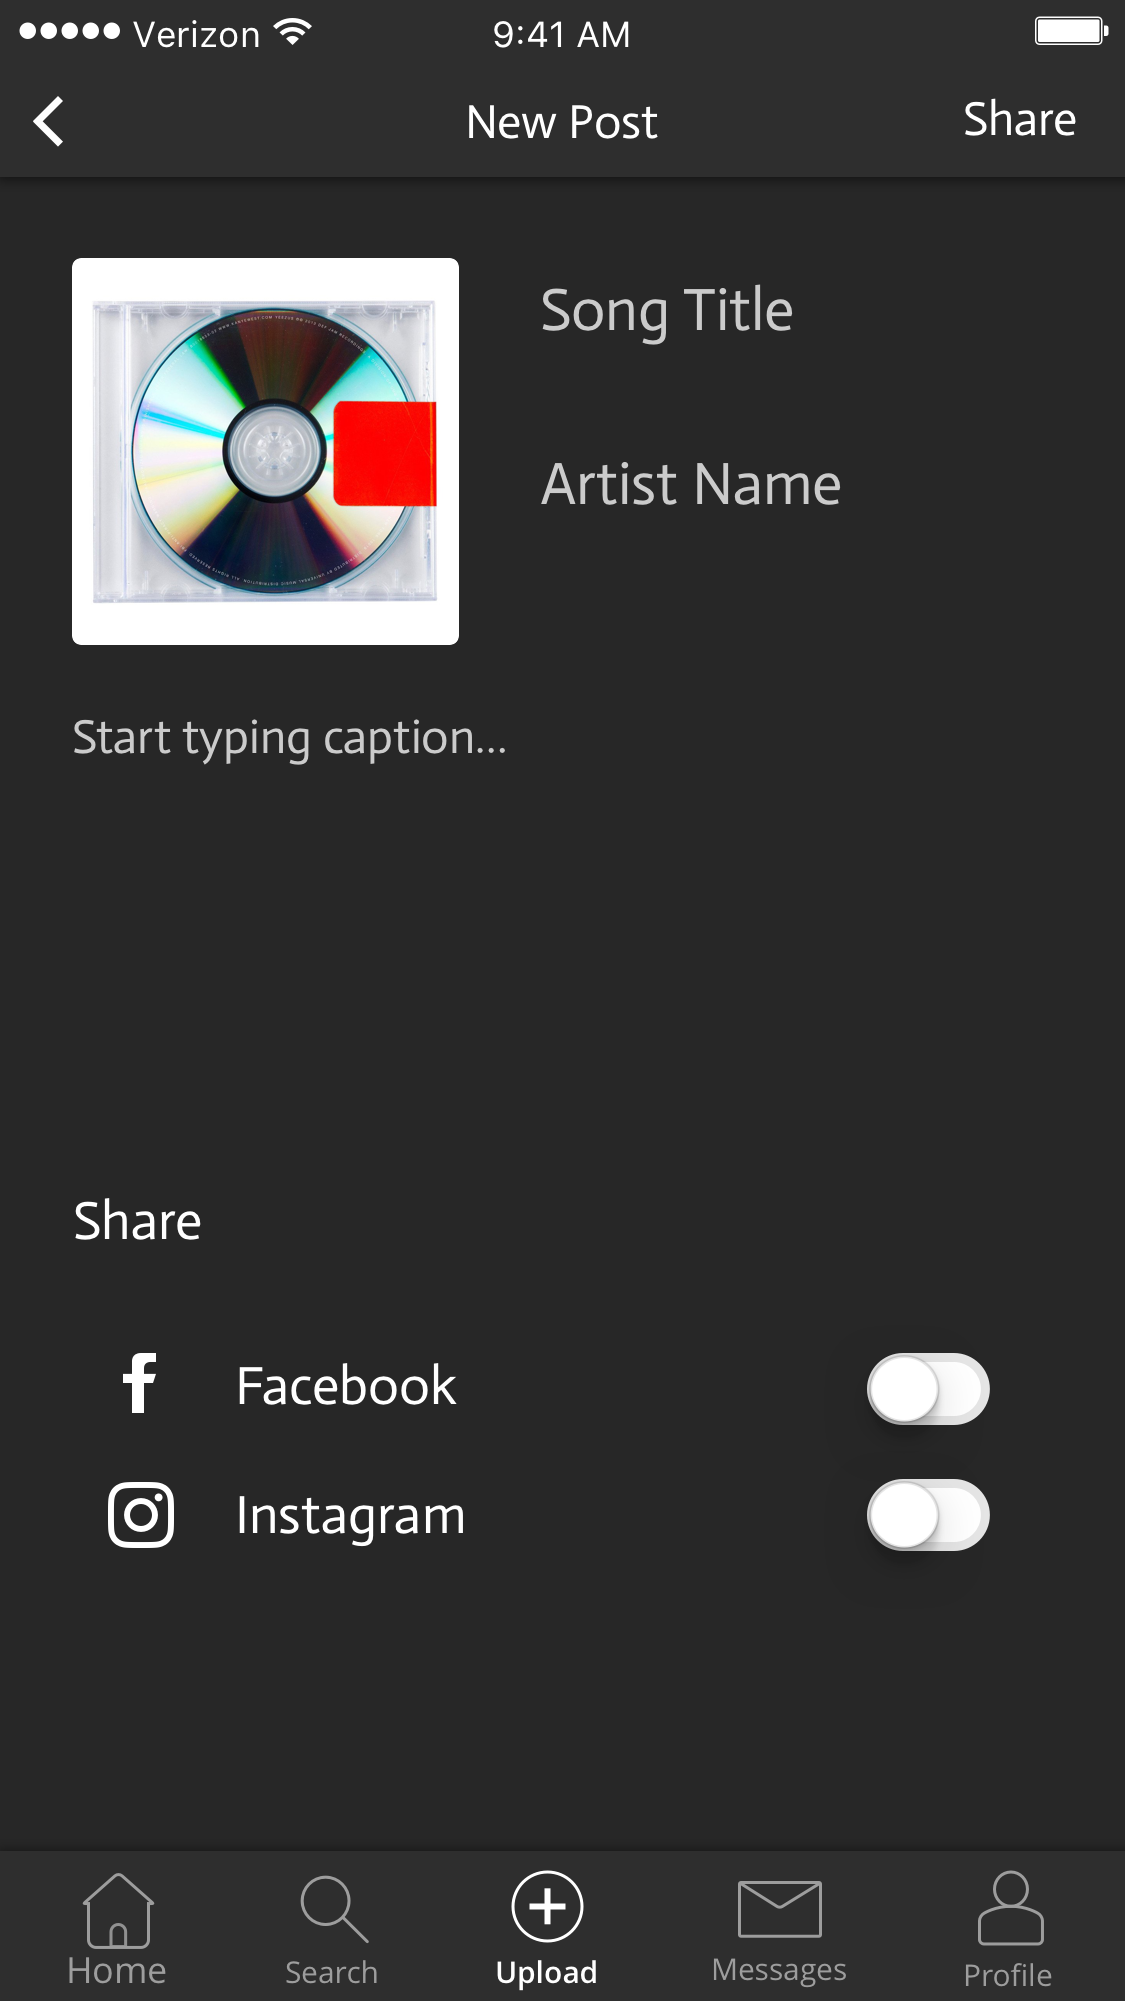 Verizon 9:41 AM
New Post Share
Song Title
Artist Name
Start typing caption...
Share
Facebook
Instagram
Home Search Upload Messages Profile